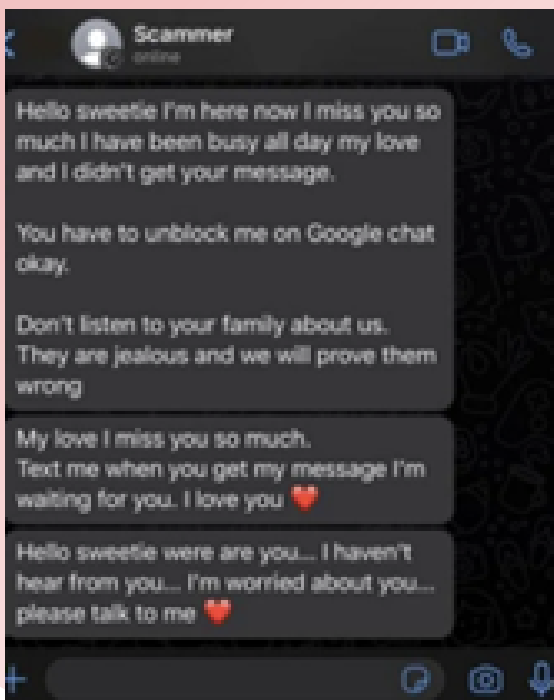 Scammer
online
Hello sweetie I'm here now I miss you so
much I have been busy all day my love
and I didn't get your message.
You have to unblock me on Google chat
okay.
Don't listen to your family about us.
They are jealous and we will prove them
wrong
My love I miss you so much.
Text me when you get my message I'm
waiting for you. I love you ❤️
Hello sweetie were are you... I haven't
hear from you... I'm worried about you...
please talk to me ❤️